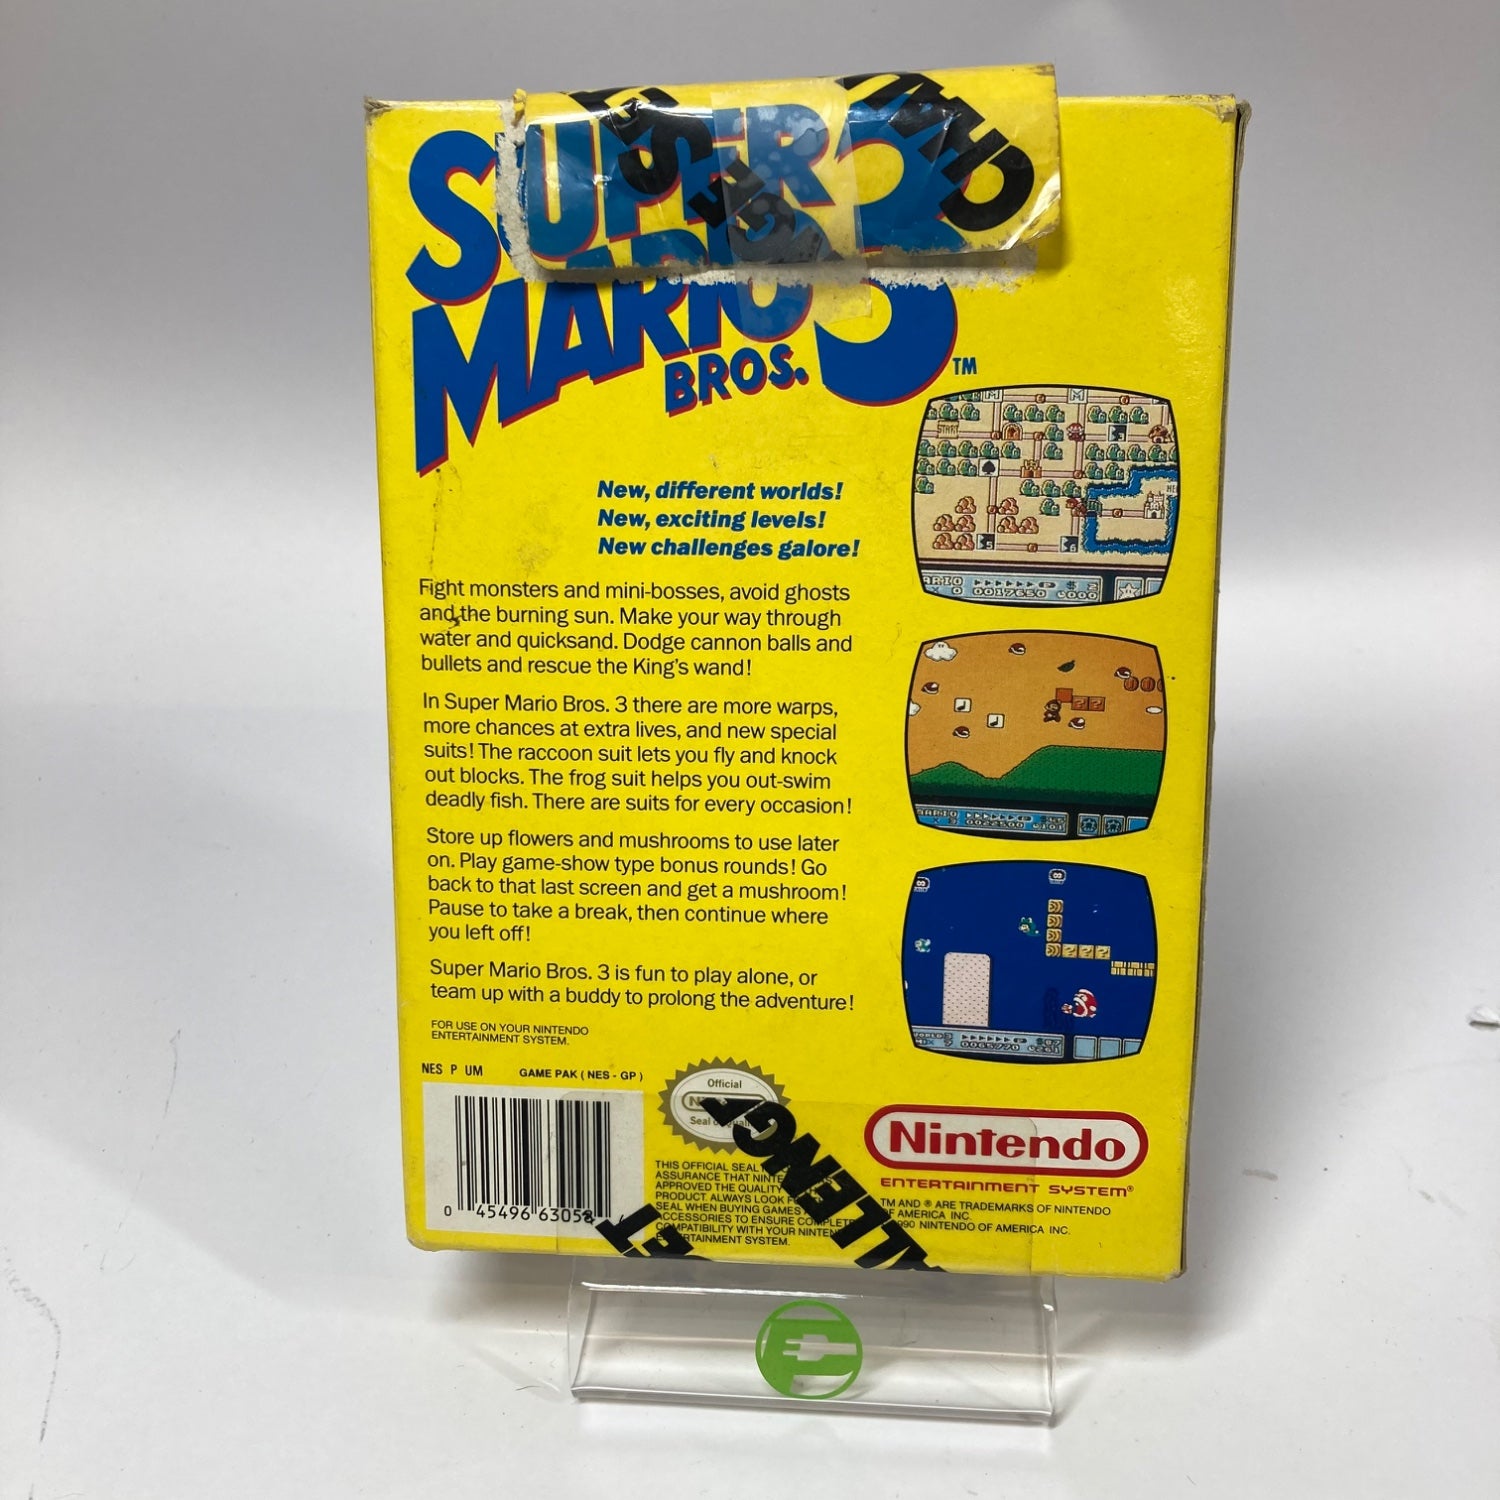 SUPER
MARIO 3
BROS.
TM
New, different worlds!
New, exciting levels!
New challenges galore!
Fight monsters and mini-bosses, avoid ghosts
and the burning sun. Make your way through
water and quicksand. Dodge cannon balls and
bullets and rescue the King's wand!
In Super Mario Bros. 3 there are more warps,
more chances at extra lives, and new special
suits! The raccoon suit lets you fly and knock
out blocks. The frog suit helps you out-swim
deadly fish. There are suits for every occasion!
Store up flowers and mushrooms to use later
on. Play game-show type bonus rounds! Go
back to that last screen and get a mushroom!
Pause to take a break, then continue where
you left off!
Super Mario Bros. 3 is fun to play alone, or
team up with a buddy to prolong the adventure!
FOR USE ON YOUR NINTENDO
ENTERTAINMENT SYSTEM.
NES P UM GAME PAK ( NES - GP )
0 45496 63058
Official
Seal
THIS OFFICIAL SEAL
ASSURANCE THAT
APPROVED THE QUALITY
PRODUCT. ALWAYS LOOK
SEAL WHEN BUYING GAMES
TO ENSURE
WITH YOUR
SYSTEM.
START
0017650
0022500
0065770
Nintendo
ENTERTAINMENT SYSTEM®
TM AND ® ARE TRADEMARKS OF NINTENDO
OF AMERICA INC.
NINTENDO OF AMERICA INC.